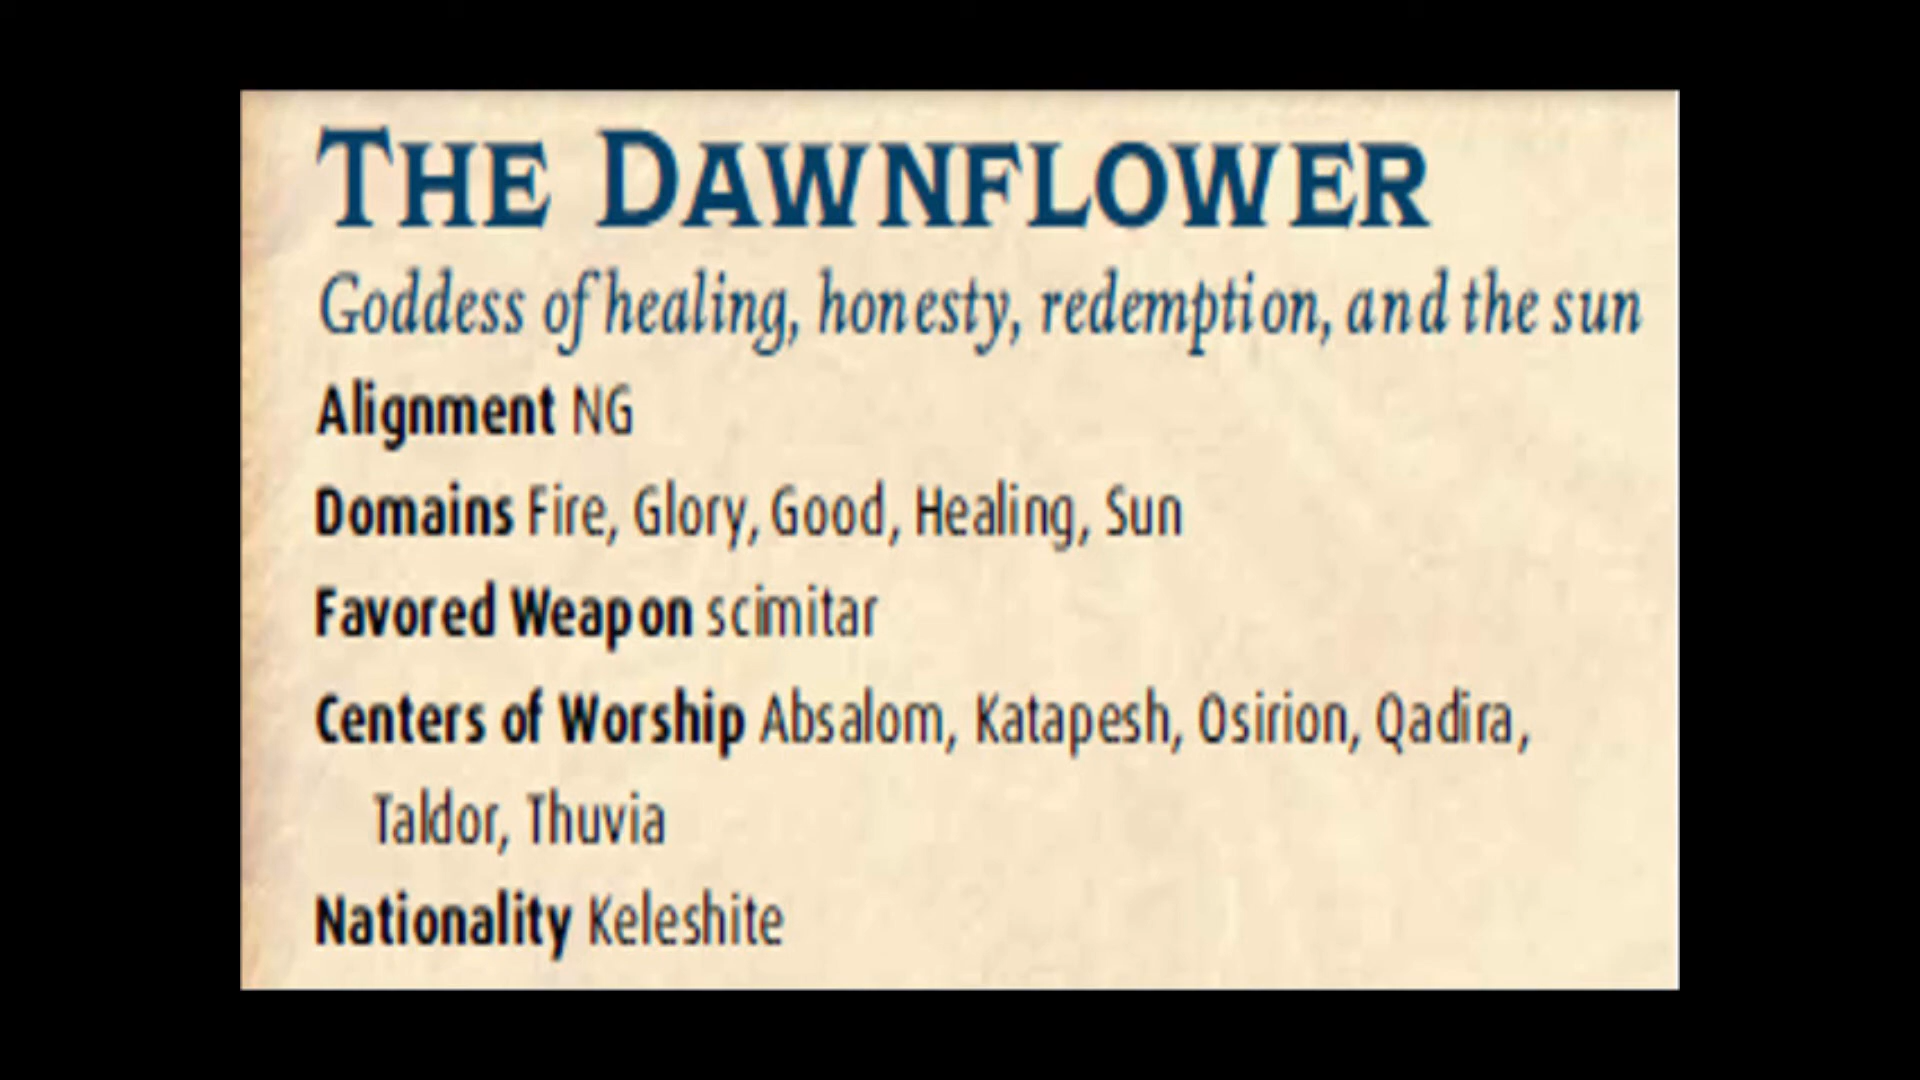 THE DAWNFLOWER
Goddess of healing, honesty, redemption, and the sun
Alignment NG
Domains Fire, Glory, Good, Healing, Sun
Favored Weapon scimitar
Centers of Worship Absalom, Katapesh, Osirion, Qadira,
Taldor, Thuvia
Nationality Keleshite